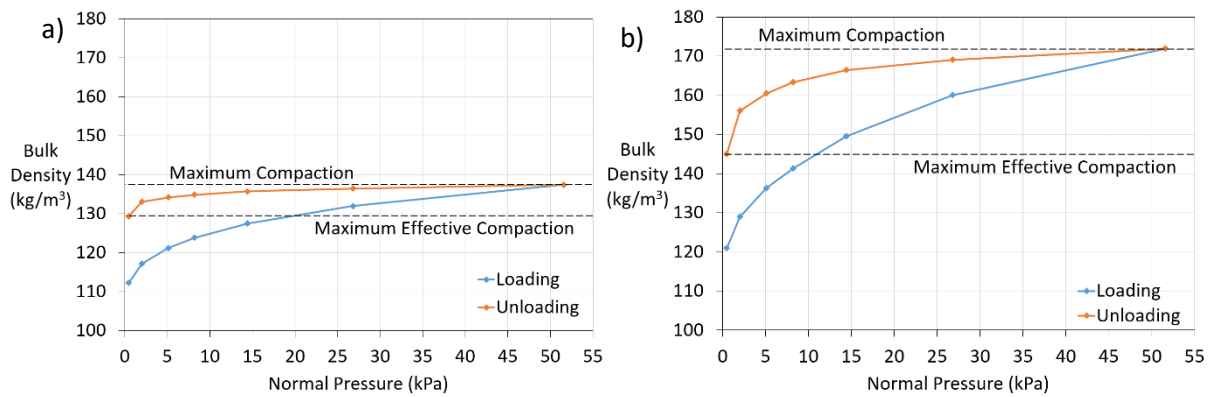 a)
180
170
160
150
140
130
120
110
100
Bulk
Density
(kg/m³)
Maximum Compaction
Maximum Effective Compaction
Loading
Unloading
0 5 10 15 20 25 30 35 40 45 50 55
Normal Pressure (kPa)
b)
180
170
160
150
140
130
120
110
100
Bulk
Density
(kg/m³)
Maximum Compaction
Maximum Effective Compaction
Loading
Unloading
0 5 10 15 20 25 30 35 40 45 50 55
Normal Pressure (kPa)